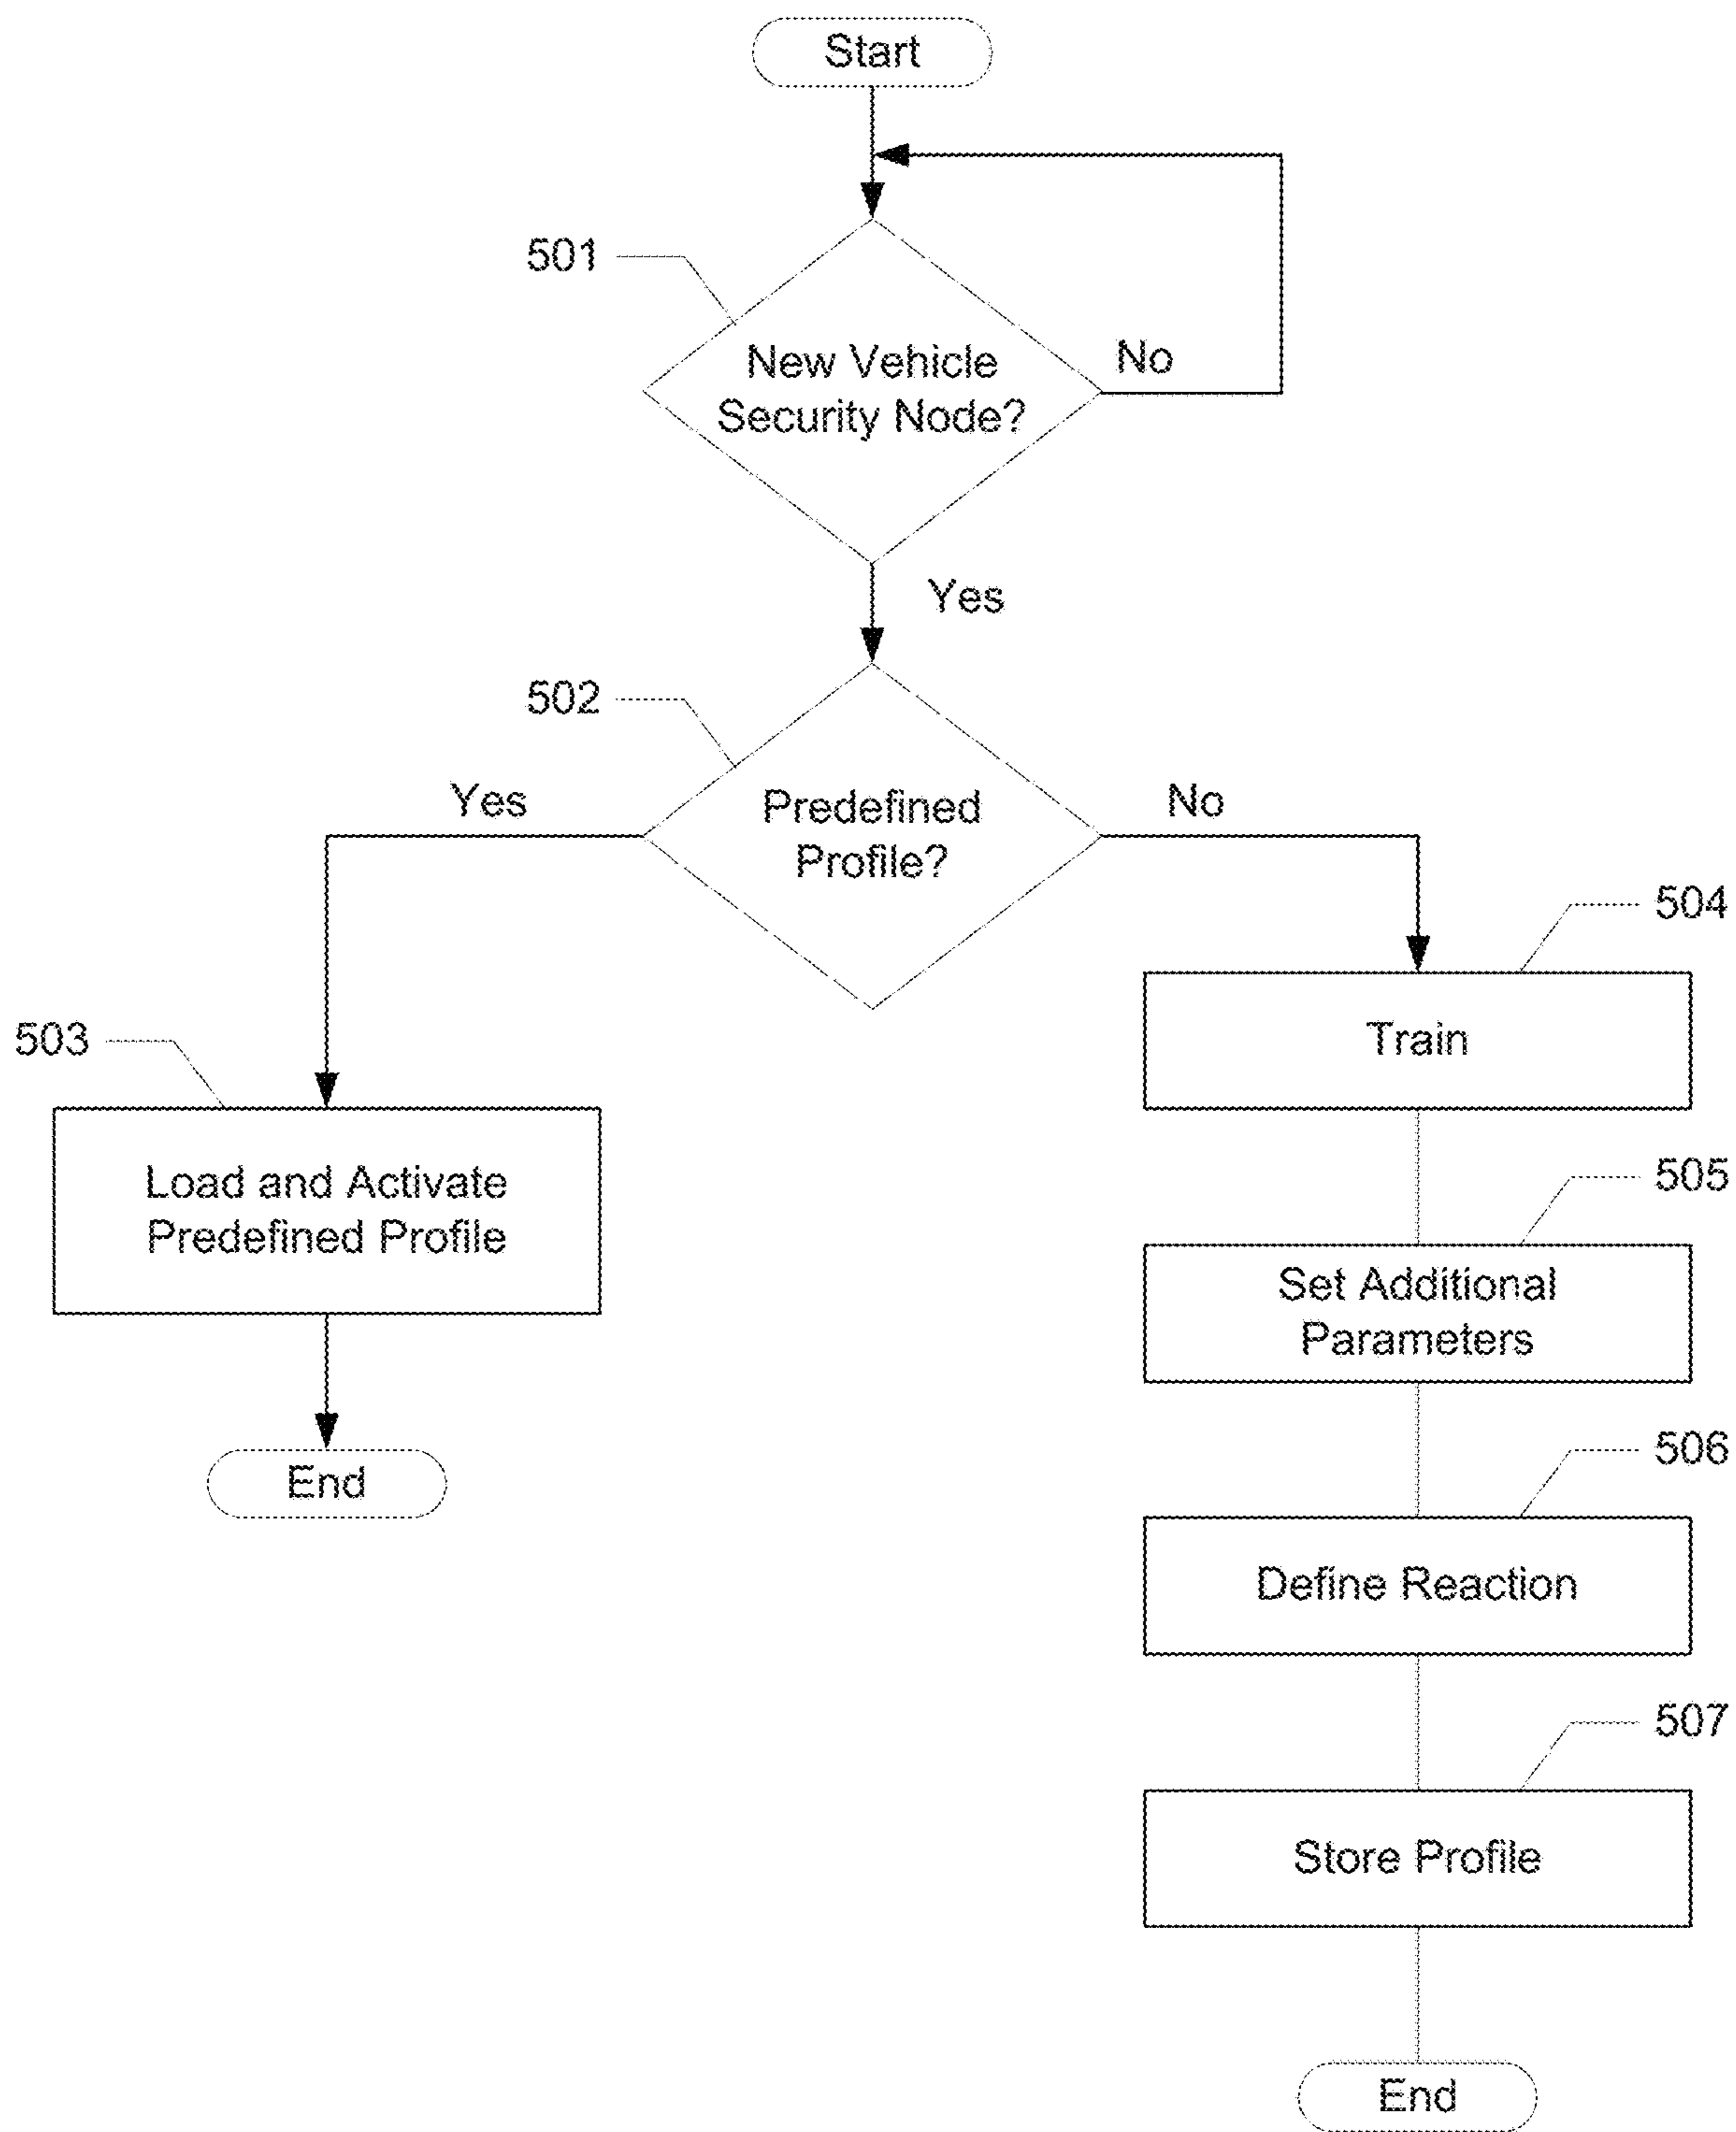 Start
501
New Vehicle
Security Node?
No
Yes
502
Predefined
Profile?
Yes
No
504
Train
503
Load and Activate
Predefined Profile
505
Set Additional
Parameters
End
506
Define Reaction
507
Store Profile
End